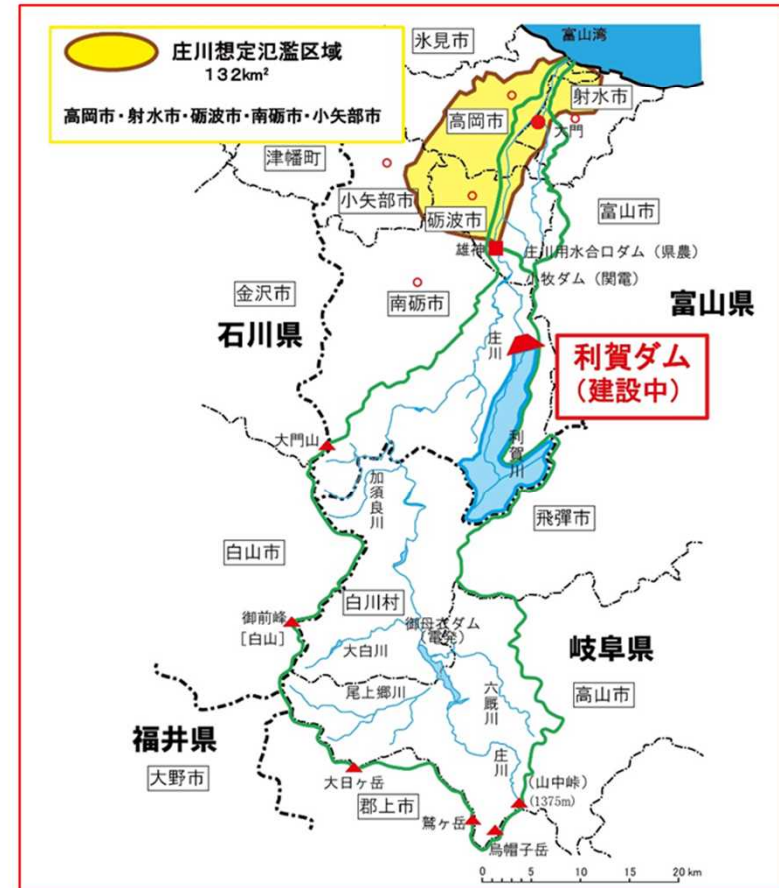 庄川想定氾濫区域
132km²
高岡市・射水市・砺波市・南砺市・小矢部市
氷見市
富山湾
射水市
高岡市
大門
津幡町
小矢部市
砺波市
富山市
雄神
庄川用水合口ダム（県農）
小牧ダム（関電）
南砺市
金沢市
石川県
富山県
庄川
利賀ダム
（建設中）
大門山
利賀川
加須良川
飛彈市
白山市
白川村
御前峰
［白山］
御母衣ダム
（電発）
大白川
岐阜県
尾上郷川
六厩川
高山市
福井県
大野市
庄川
大日ヶ岳
（山中峠）
(1375m)
郡上市
鷲ヶ岳
烏帽子岳
0 5 10 20 km